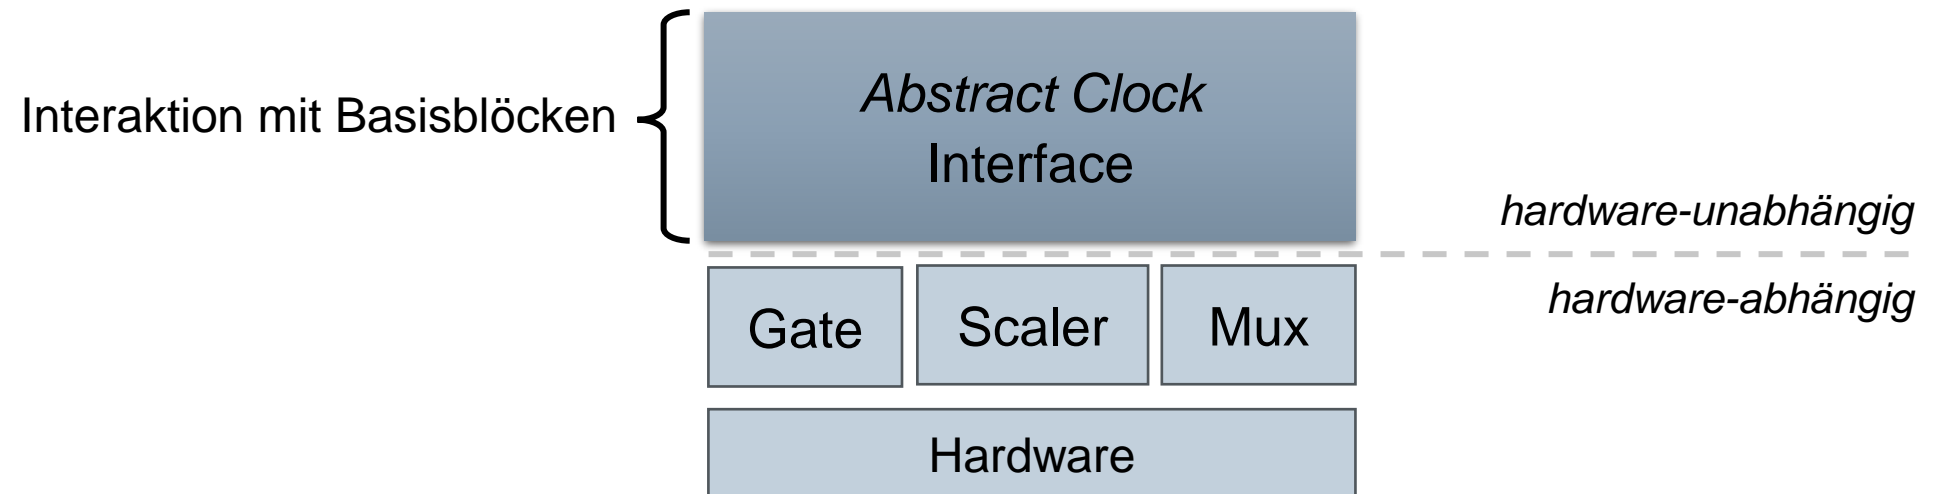 Interaktion mit Basisblöcken
Abstract Clock
Interface
hardware-unabhängig
hardware-abhängig
Gate
Scaler
Mux
Hardware